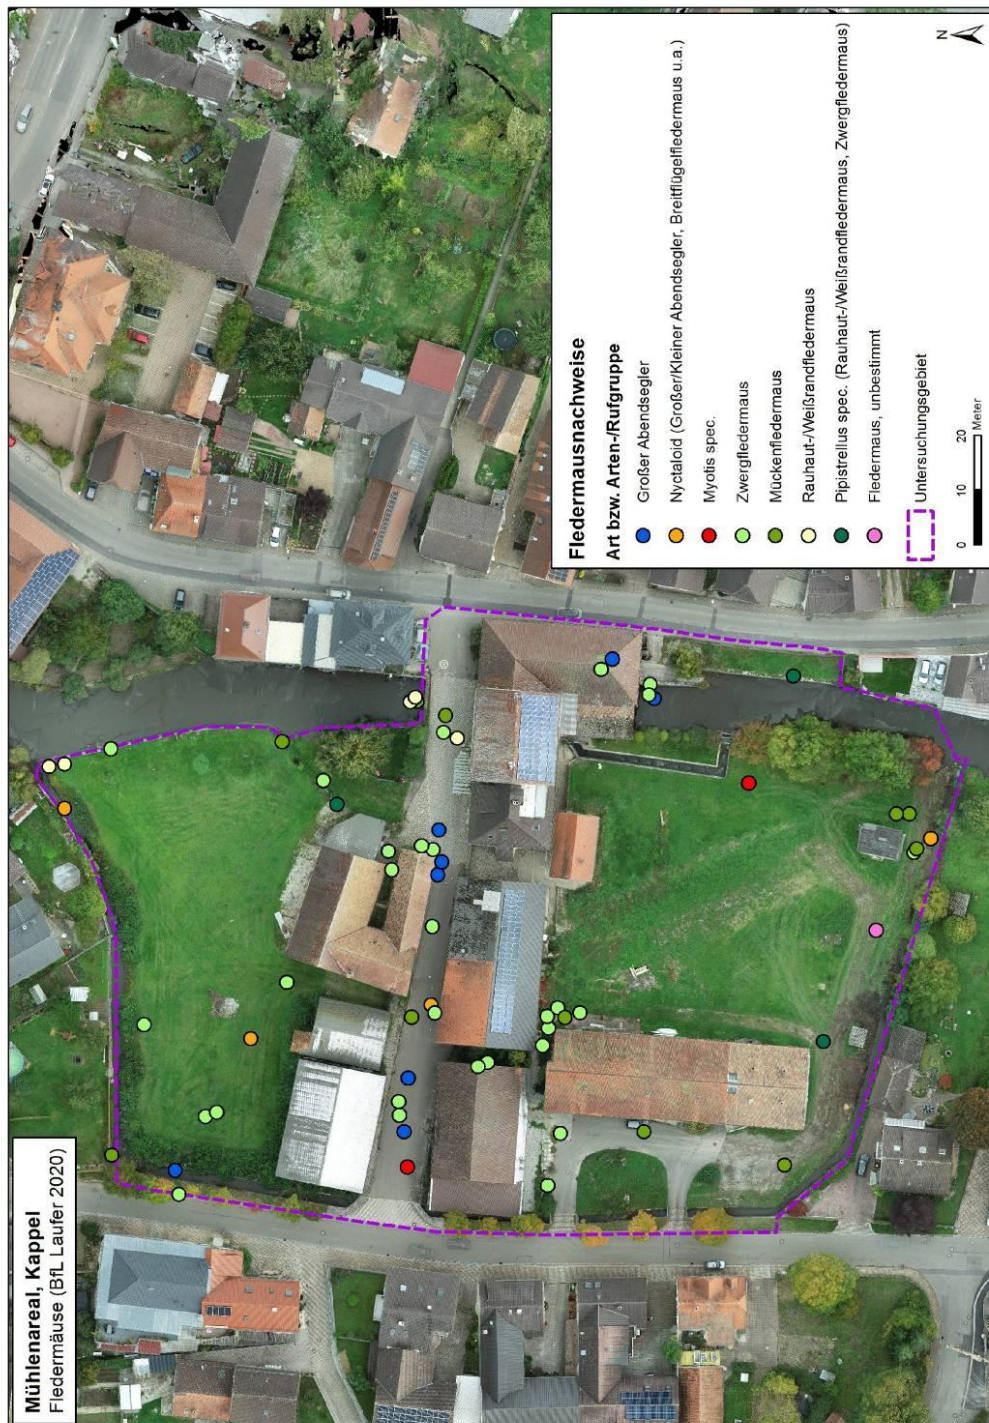 Mühlenareal, Kappel
Fledermäuse (BfL Laufer 2020)
Fledermausnachweise
Art bzw. Arten-/Rufgruppe
Großer Abendsegler
Nyctaloid (Großer/Kleiner Abendsegler, Breitflügelfledermaus u.a.)
Myotis spec.
Zwergfledermaus
Mückenfledermaus
Rauhaut-/Weißrandfledermaus
Pipistrellus spec. (Rauhaut-/Weißrandfledermaus, Zwergfledermaus)
Fledermaus, unbestimmt
Untersuchungsgebiet
0 10 20
Meter
N